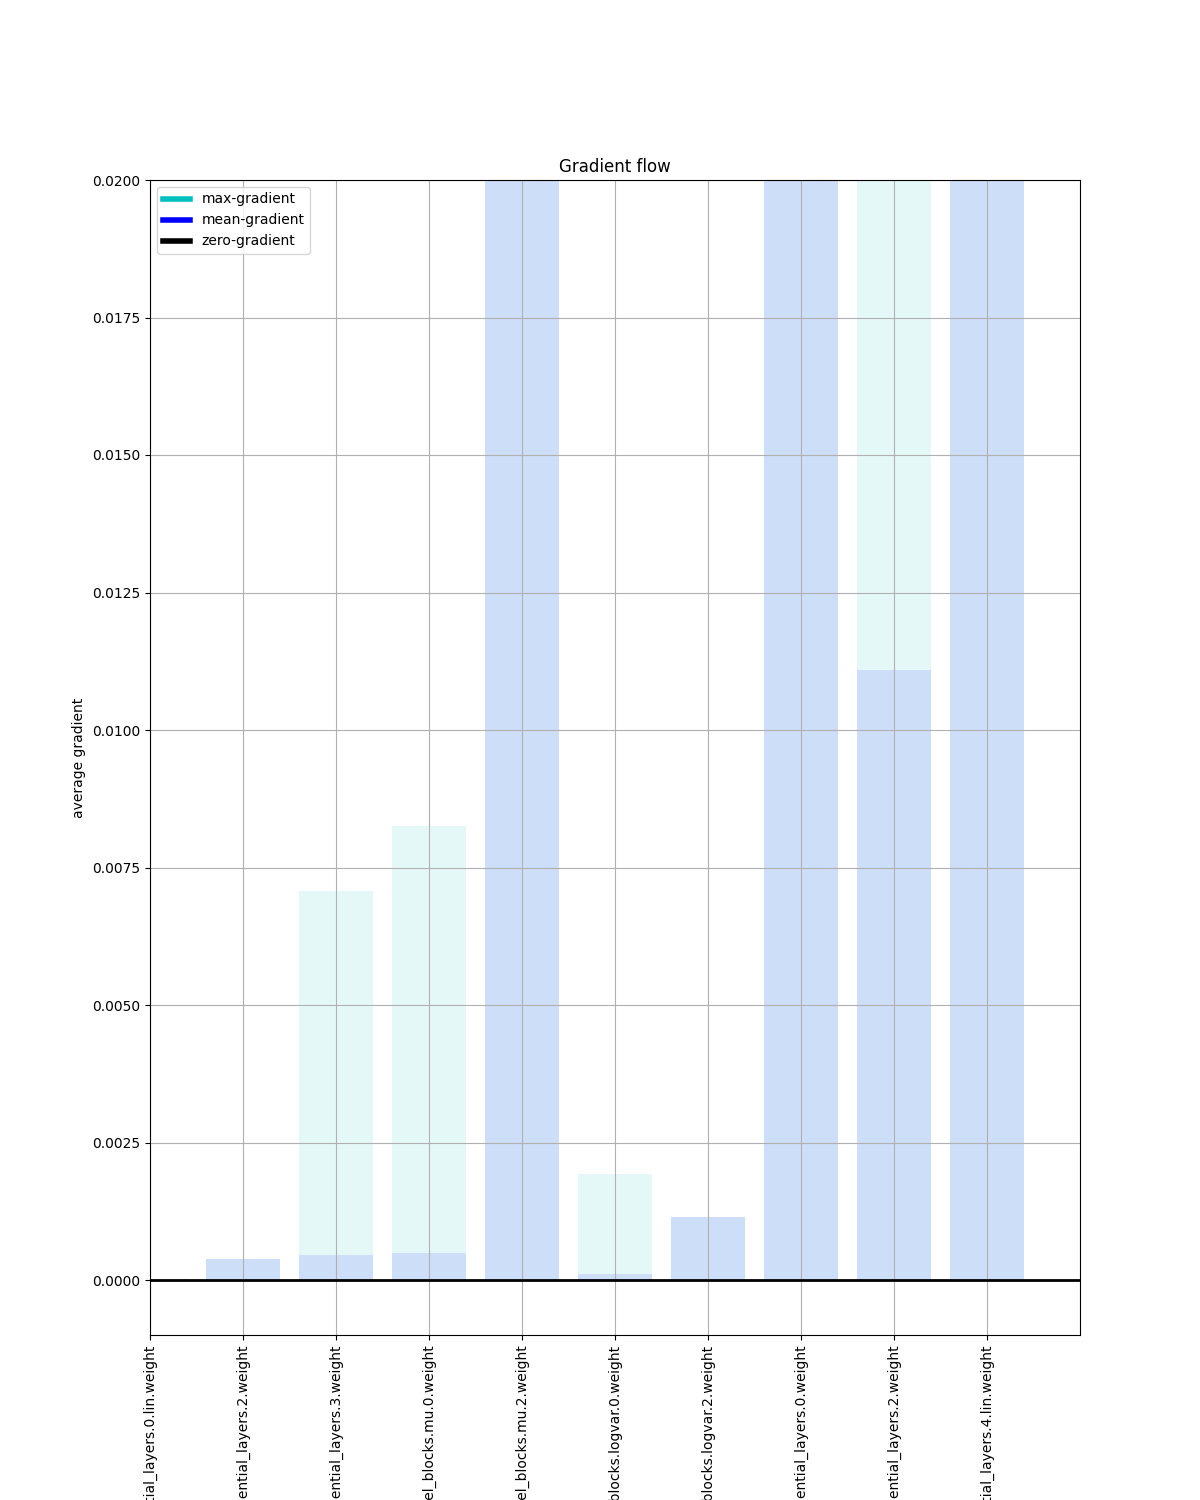 Gradient flow
max-gradient
mean-gradient
zero-gradient
0.0200
0.0175
0.0150
0.0125
0.0100
0.0075
0.0050
0.0025
0.0000
average gradient
tial_layers.0.lin.weight
ential_layers.2.weight
ential_layers.3.weight
el_blocks.mu.0.weight
el_blocks.mu.2.weight
blocks.logvar.0.weight
blocks.logvar.2.weight
ential_layers.0.weight
ential_layers.2.weight
tial_layers.4.lin.weight